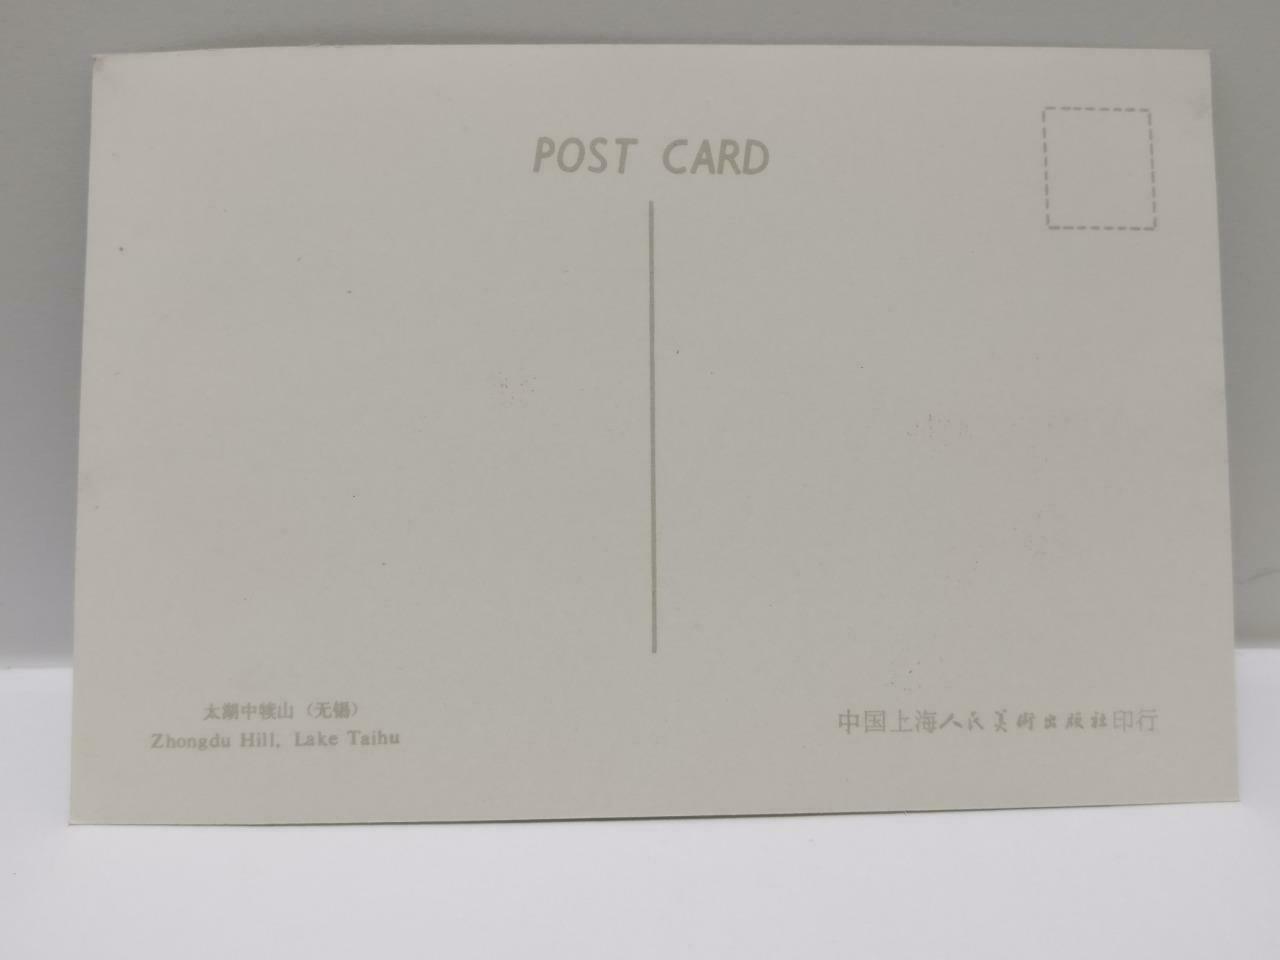 POST CARD
太湖中犊山（无锡）
Zhongdu Hill, Lake Taihu
中国上海人民美術出版社印行